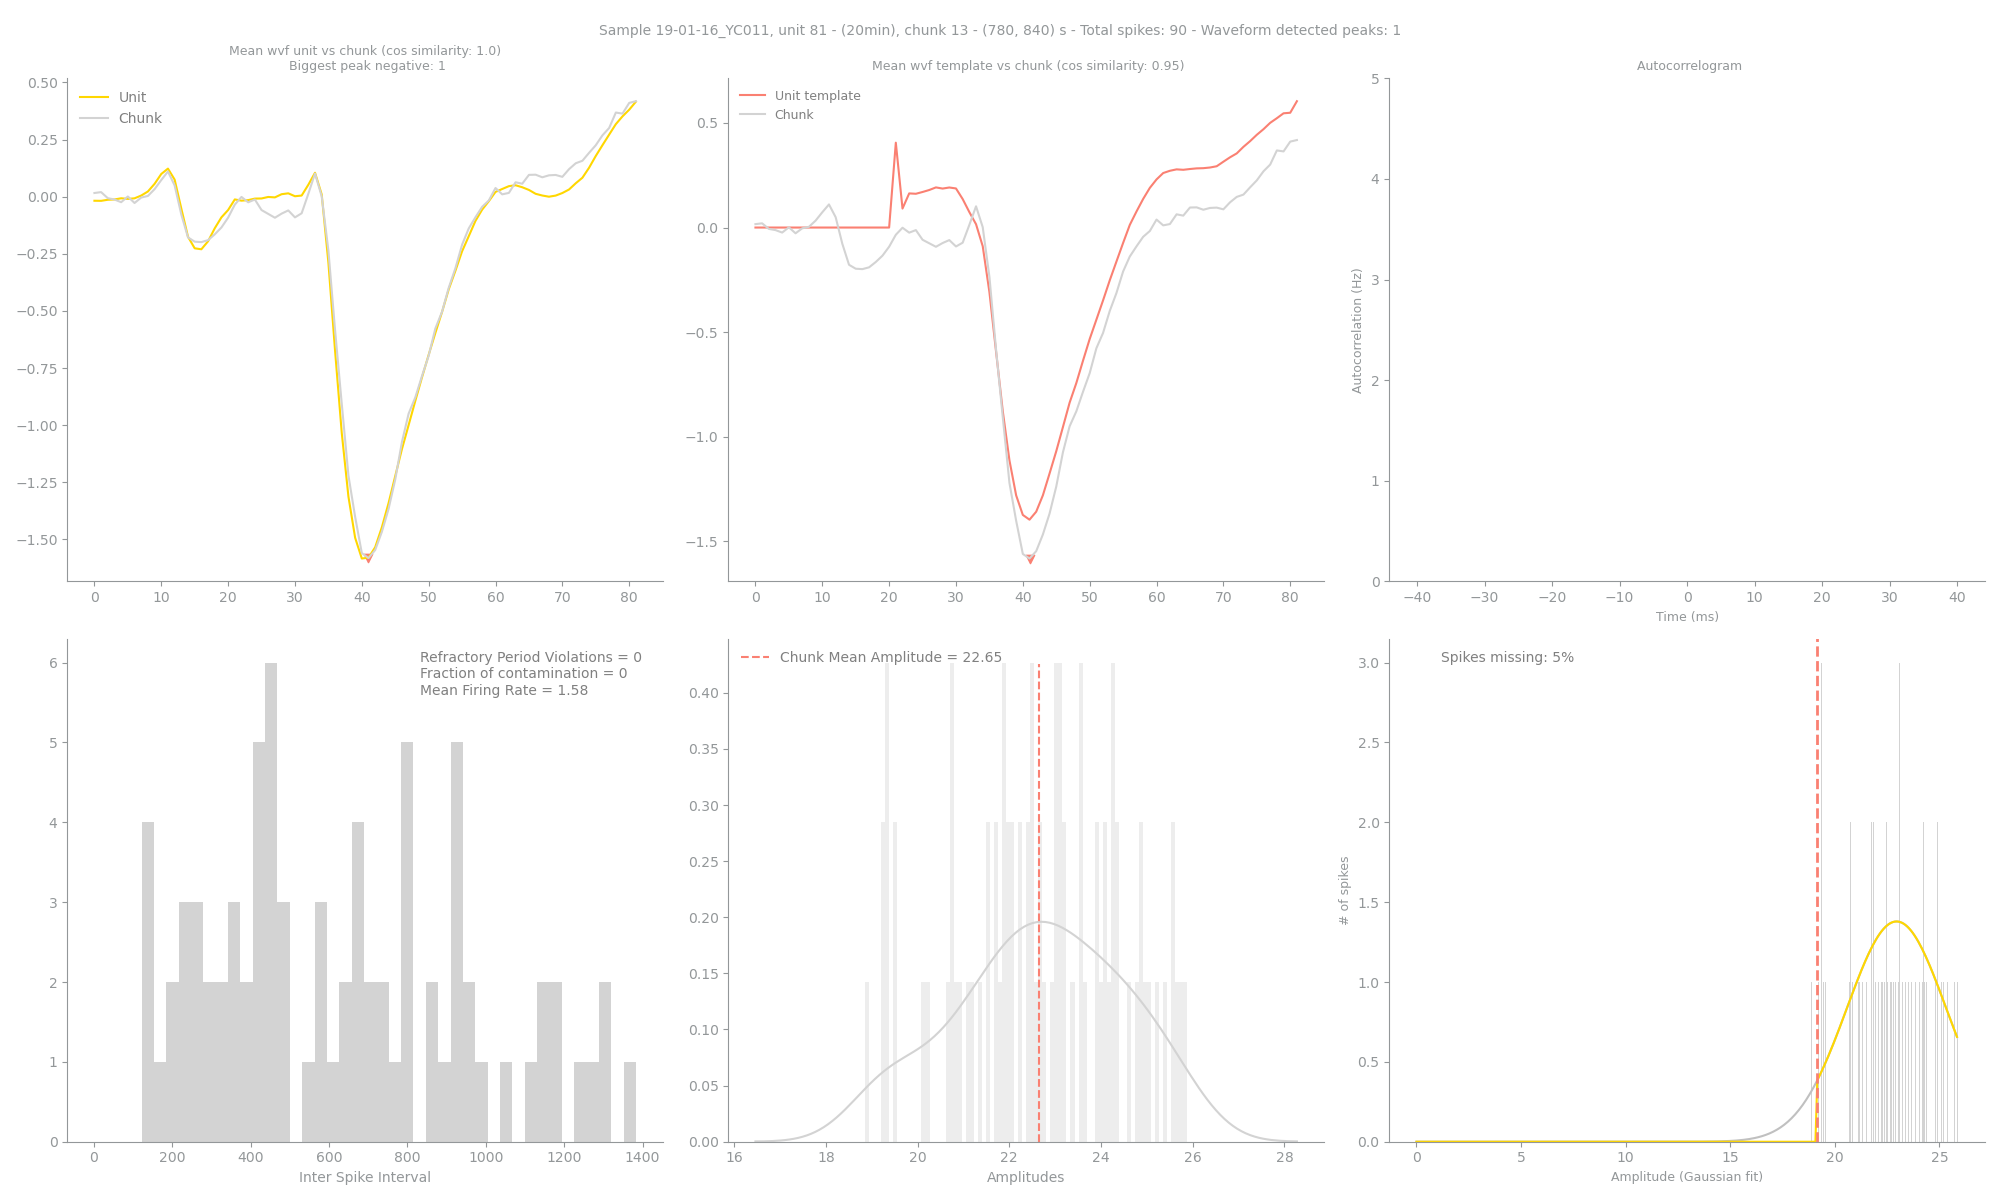 Sample 19-01-16_YC011, unit 81 - (20min), chunk 13 - (780, 840) s - Total spikes: 90 - Waveform detected peaks: 1
Mean wvf unit vs chunk (cos similarity: 1.0)
Biggest peak negative: 1
Unit
Chunk
0.50
0.25
0.00
−0.25
−0.50
−0.75
−1.00
−1.25
−1.50
0 10 20 30 40 50 60 70 80
Mean wvf template vs chunk (cos similarity: 0.95)
Unit template
Chunk
0.5
0.0
−0.5
−1.0
−1.5
0 10 20 30 40 50 60 70 80
Autocorrelogram
Autocorrelation (Hz)
5
4
3
2
1
0
−40 −30 −20 −10 0 10 20 30 40
Time (ms)
Refractory Period Violations = 0
Fraction of contamination = 0
Mean Firing Rate = 1.58
6
5
4
3
2
1
0
0 200 400 600 800 1000 1200 1400
Inter Spike Interval
Chunk Mean Amplitude = 22.65
0.40
0.35
0.30
0.25
0.20
0.15
0.10
0.05
0.00
16 18 20 22 24 26 28
Amplitudes
Spikes missing: 5%
# of spikes
3.0
2.5
2.0
1.5
1.0
0.5
0.0
0 5 10 15 20 25
Amplitude (Gaussian fit)